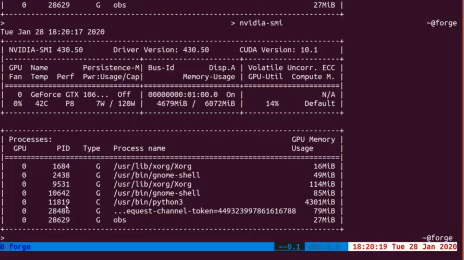 |    0     28629      G   obs                                           27MiB |
+-----------------------------------------------------------------------------+
>                                                      > nvidia-smi                                  ~@forge
Tue Jan 28 18:20:17 2020
+-----------------------------------------------------------------------------+
| NVIDIA-SMI 430.50       Driver Version: 430.50       CUDA Version: 10.1     |
|-------------------------------+----------------------+----------------------+
| GPU  Name        Persistence-M| Bus-Id        Disp.A | Volatile Uncorr. ECC |
| Fan  Temp  Perf  Pwr:Usage/Cap|         Memory-Usage | GPU-Util  Compute M. |
|===============================+======================+======================|
|   0  GeForce GTX 106...  Off  | 00000000:01:00.0  On |                  N/A |
|  0%   42C    P8     7W / 120W |   4679MiB /  6072MiB |     14%      Default |
+-------------------------------+----------------------+----------------------+
+-----------------------------------------------------------------------------+
| Processes:                                                       GPU Memory |
|  GPU       PID   Type   Process name                             Usage      |
|=============================================================================|
|    0      1684      G   /usr/lib/xorg/Xorg                            16MiB |
|    0      2438      G   /usr/bin/gnome-shell                          49MiB |
|    0      9531      G   /usr/lib/xorg/Xorg                           114MiB |
|    0     10642      G   /usr/bin/gnome-shell                          85MiB |
|    0     11819      C   /usr/bin/python3                            4301MiB |
|    0     28486      G   ...equest-channel-token=449323997861616788    79MiB |
|    0     28629      G   obs                                           27MiB |
+-----------------------------------------------------------------------------+
>                                                                                                   ~@forge
0 forge                                                                18:20:19 Tue 28 Jan 2020